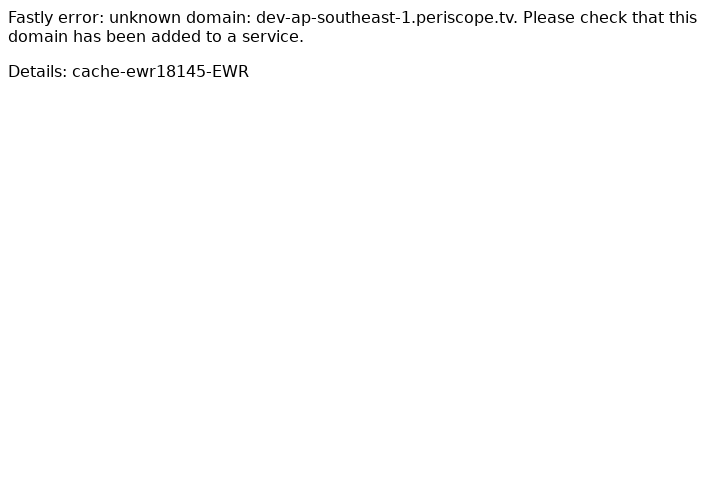 Fastly error: unknown domain: dev-ap-southeast-1.periscope.tv. Please check that this
domain has been added to a service.
Details: cache-ewr18145-EWR